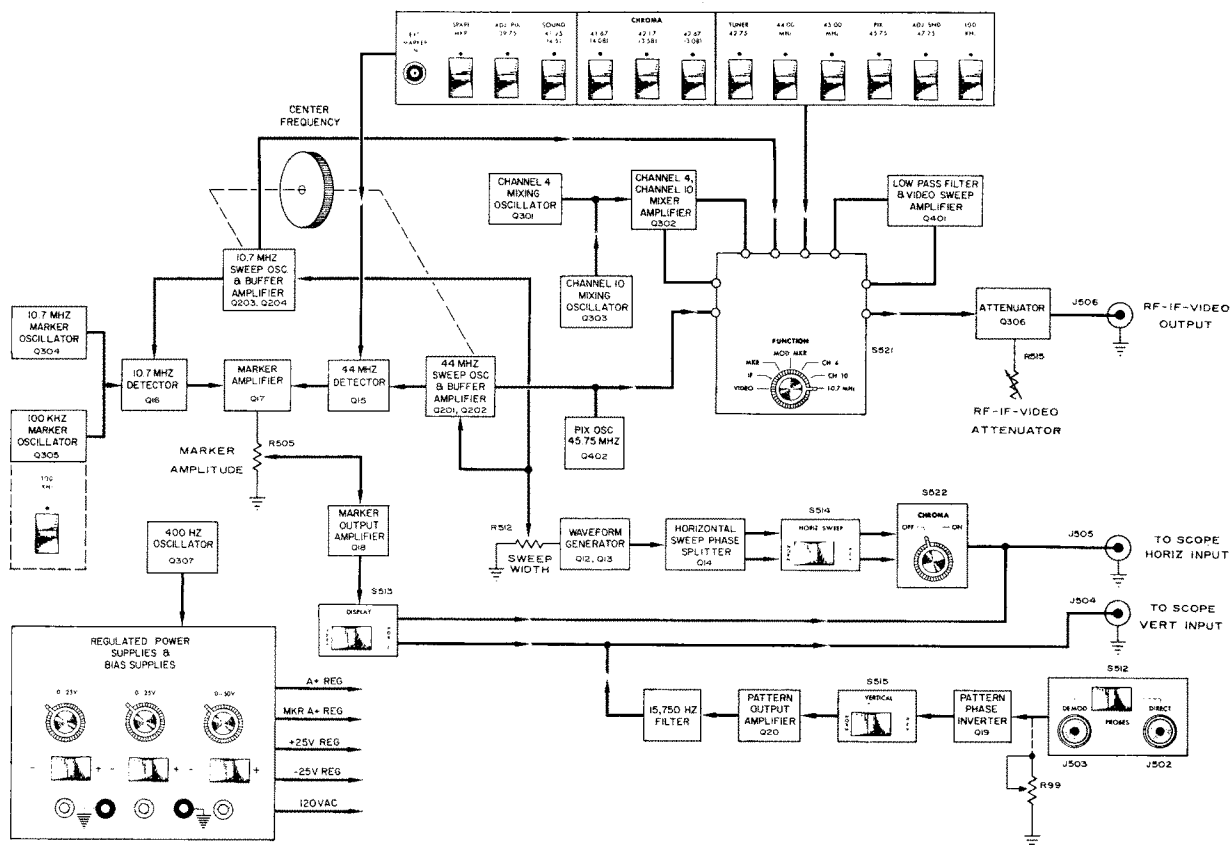 CHROMA
EXT
MARKER
IN
SPARE
MKR
ADJ PIX
39.75
SOUND
41.25
(4.5)
41.67
(4.08)
42.17
(3.58)
42.67
(3.08)
TUNER
42.75
44.00
MHz
45.00
MHz
PIX
45.75
ADJ SND
47.25
100
KHz
CENTER
FREQUENCY
CHANNEL 4
MIXING
OSCILLATOR
Q301
CHANNEL 4,
CHANNEL 10
MIXER
AMPLIFIER
Q302
LOW PASS FILTER
& VIDEO SWEEP
AMPLIFIER
Q401
10.7 MHZ
SWEEP OSC.
& BUFFER
AMPLIFIER
Q203, Q204
CHANNEL 10
MIXING
OSCILLATOR
Q303
10.7 MHZ
MARKER
OSCILLATOR
Q304
10.7 MHZ
DETECTOR
Q16
MARKER
AMPLIFIER
Q17
44 MHZ
DETECTOR
Q15
44 MHZ
SWEEP OSC
& BUFFER
AMPLIFIER
Q201, Q202
FUNCTION
MOD MKR
MKR
CH 4
IF
CH 10
VIDEO
10.7 MHz
S521
ATTENUATOR
Q306
J506
RF-IF-VIDEO
OUTPUT
R515
RF-IF-VIDEO
ATTENUATOR
100 KHZ
MARKER
OSCILLATOR
Q305
100
KHz
R505
MARKER
AMPLITUDE
PIX OSC
45.75 MHZ
Q402
400 HZ
OSCILLATOR
Q307
MARKER
OUTPUT
AMPLIFIER
Q18
R512
SWEEP
WIDTH
WAVEFORM
GENERATOR
Q12, Q13
HORIZONTAL
SWEEP PHASE
SPLITTER
Q14
S514
HORIZ SWEEP
S522
CHROMA
OFF
ON
J505
TO SCOPE
HORIZ INPUT
S513
DISPLAY
J504
TO SCOPE
VERT INPUT
REGULATED POWER
SUPPLIES &
BIAS SUPPLIES
0-25V
0-25V
0-50V
- + - + - +
A+ REG
MKR A+ REG
+25V REG
-25V REG
120VAC
15,750 HZ
FILTER
PATTERN
OUTPUT
AMPLIFIER
Q20
S515
VERTICAL
PATTERN
PHASE
INVERTER
Q19
S512
DEMOD
DIRECT
PROBES
J503
J502
R99